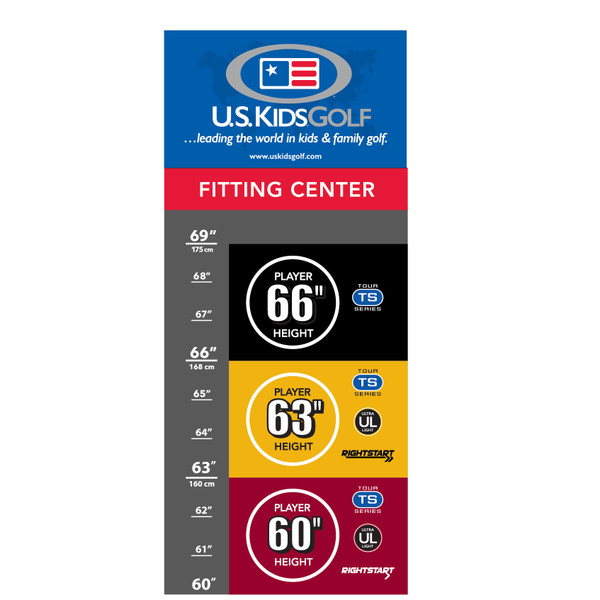 U.S. KIDSGOLF
...leading the world in kids & family golf.
www.uskidsgolf.com
FITTING CENTER
69"
175 cm
68"
67"
66"
168 cm
65"
64"
63"
160 cm
62"
61"
60"
PLAYER
66"
HEIGHT
TOUR
TS
SERIES
PLAYER
63"
HEIGHT
TOUR
TS
SERIES
ULTRA
UL
LIGHT
RIGHTSTART
PLAYER
60"
HEIGHT
TOUR
TS
SERIES
ULTRA
UL
LIGHT
RIGHTSTART